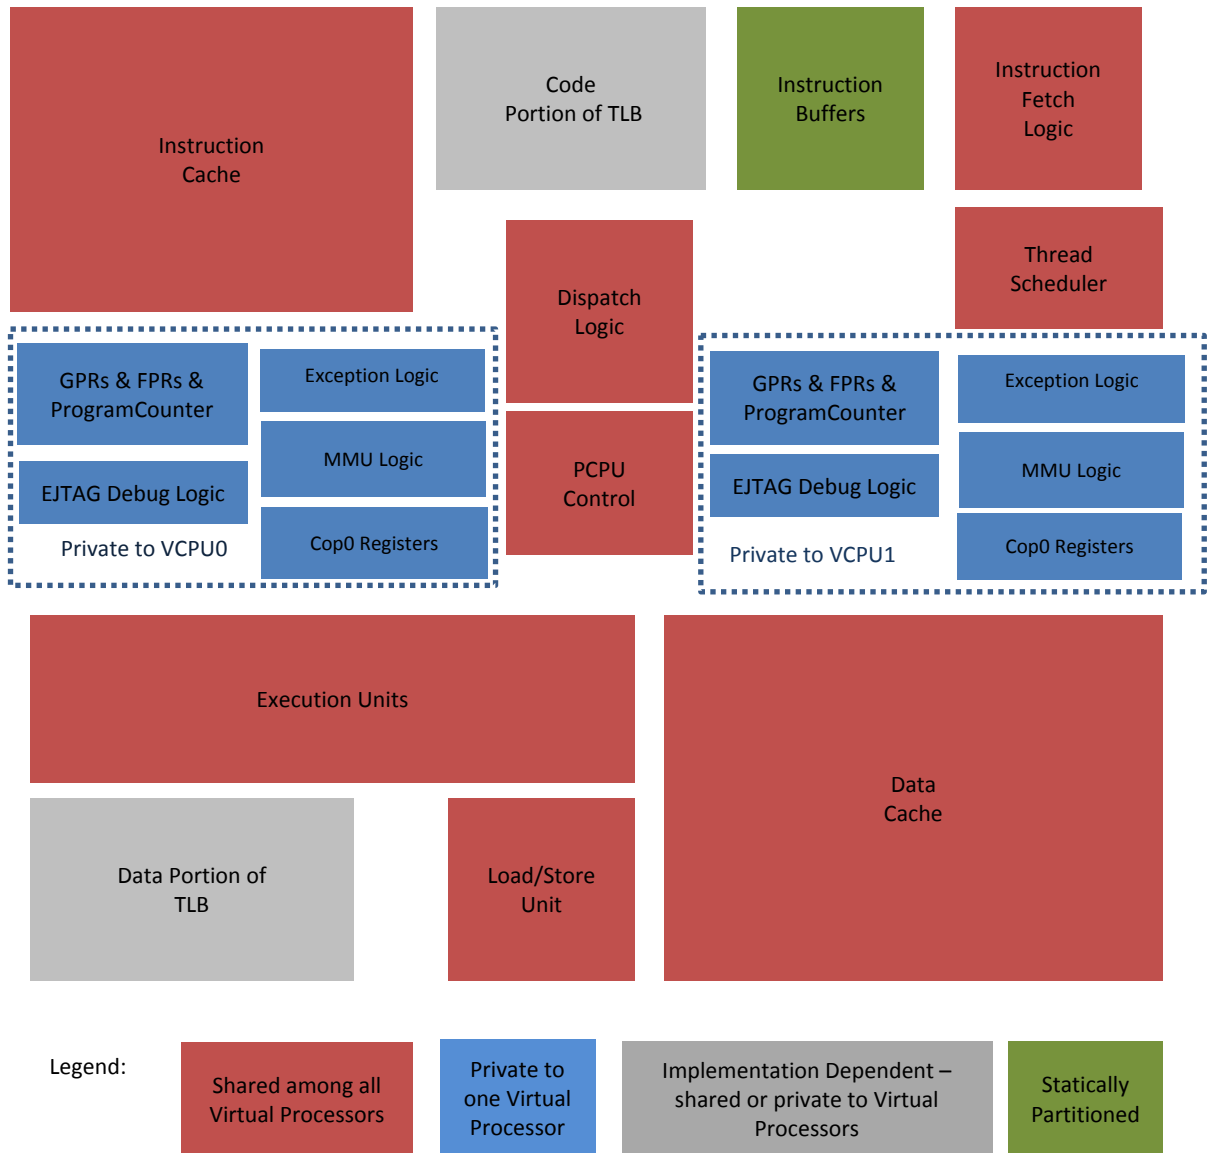 Instruction
Cache
Code
Portion of TLB
Instruction
Buffers
Instruction
Fetch
Logic
Thread
Scheduler
Dispatch
Logic
PCPU
Control
GPRs & FPRs &
ProgramCounter
Exception Logic
MMU Logic
EJTAG Debug Logic
Cop0 Registers
Private to VCPU0
GPRs & FPRs &
ProgramCounter
Exception Logic
MMU Logic
EJTAG Debug Logic
Cop0 Registers
Private to VCPU1
Execution Units
Data
Cache
Data Portion of
TLB
Load/Store
Unit
Legend:
Shared among all
Virtual Processors
Private to
one Virtual
Processor
Implementation Dependent –
shared or private to Virtual
Processors
Statically
Partitioned